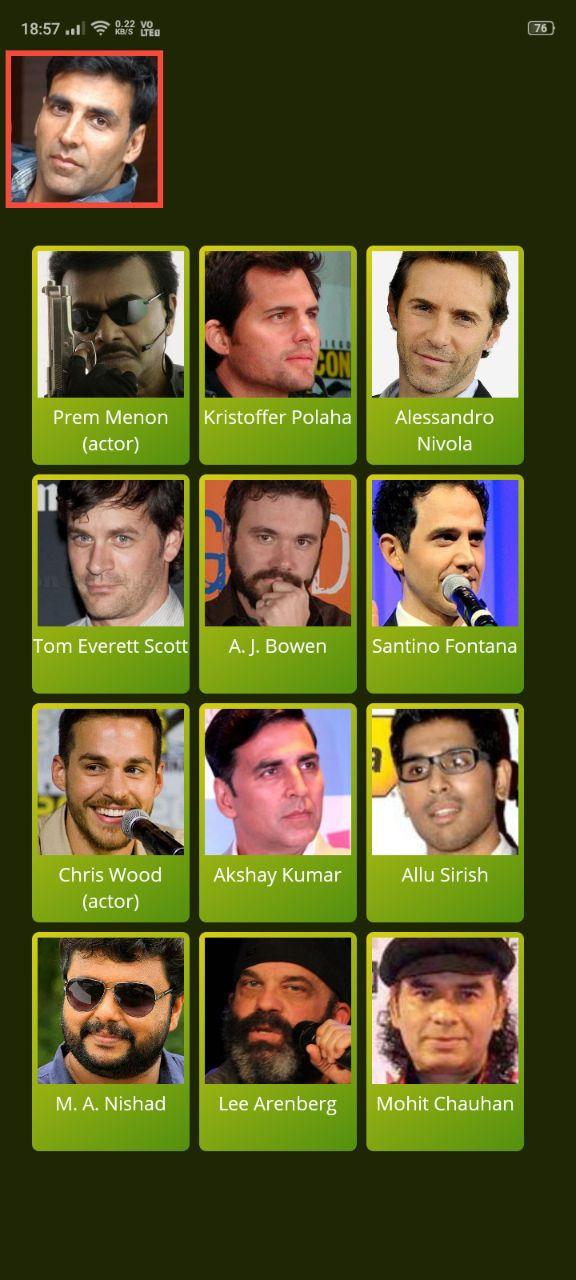 18:57 0.22 KB/S VO LTE 76
Prem Menon
(actor)
Kristoffer Polaha
Alessandro
Nivola
CON
Tom Everett Scott
A. J. Bowen
Santino Fontana
Chris Wood
(actor)
Akshay Kumar
Allu Sirish
M. A. Nishad
Lee Arenberg
Mohit Chauhan